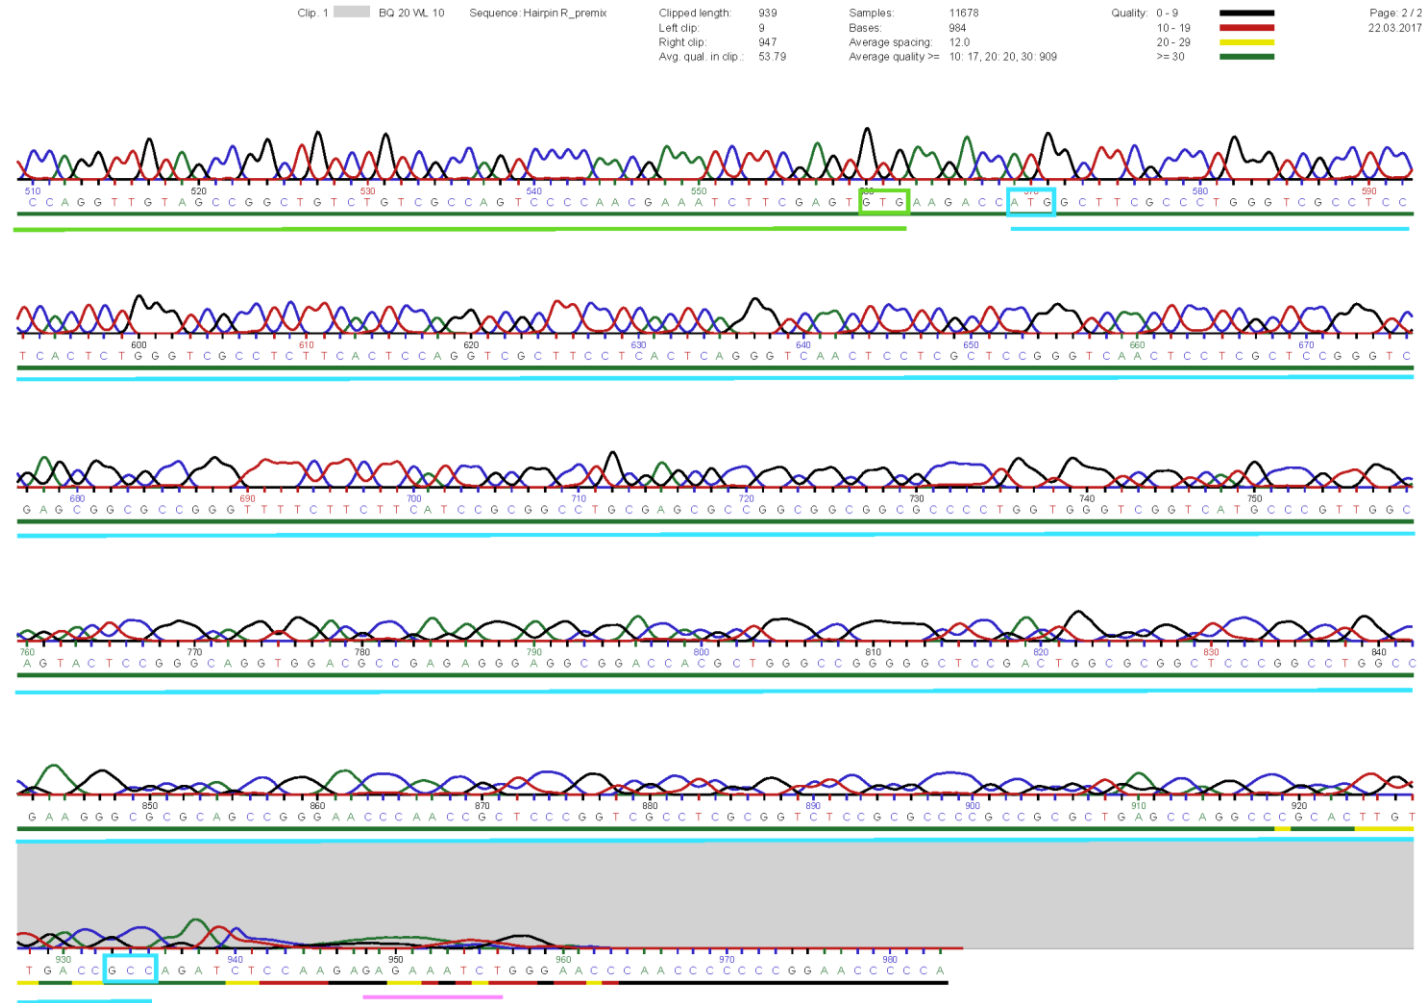 Clip. 1 BQ 20 WL 10 Sequence: Hairpin R_premix Clipped length: 939 Samples: 11678 Quality: 0 - 9 Page: 2 / 2
Left clip: 9 Bases: 984 10 - 19 22.03.2017
Right clip: 947 Average spacing: 12.0 20 - 29
Avg. qual. in clip.: 53.79 Average quality >= 10: 17, 20: 20, 30: 909 >= 30
510 520 530 540 550 560 570 580 590
C C A G G T T G T A G C C G G C T G T C T G T C G C C A G T C C C C A A C G A A A T C T T C G A G T G T G A A G A C C A T G G C T T C G C C C T G G G T C G C C T C C
600 610 620 630 640 650 660 670
T C A C T C T G G G T C G C C T C T T C A C T C C A G G T C G C T T C C T C A C T C A G G G T C A A C T C C T C G C T C C G G G T C A A C T C C T C G C T C C G G G T C
680 690 700 710 720 730 740 750
G A G C G G C G C C G G G T T T T C T T C T T C A T C C G C G G C C T G C G A G C G C C G G C G G C G G C G C C C C T G G T G G G T C G G T C A T G C C C G T T G G C
760 770 780 790 800 810 820 830 840
A G T A C T C C G G G C A G G T G G A C G C C G A G A G G G A G G C G G A C C A C G C T G G G C C G G G G G C T C C G A C T G G C G C G G C T C C C G G C C T G G C C
850 860 870 880 890 900 910 920
G A A G G G C G C G C A G C C G G G A A C C C A A C C G C T C C C G G T C G C C T C G C G G T C T C C G C G C C C C G C C G C G C T G A G C C A G G C C C G C A C T T G T
930 940 950 960 970 980
T G A C C G C C A G A T C T C C A A G A G A G A A A T C T G G G A A C C C A A C C C C C C C G G A A C C C C C A